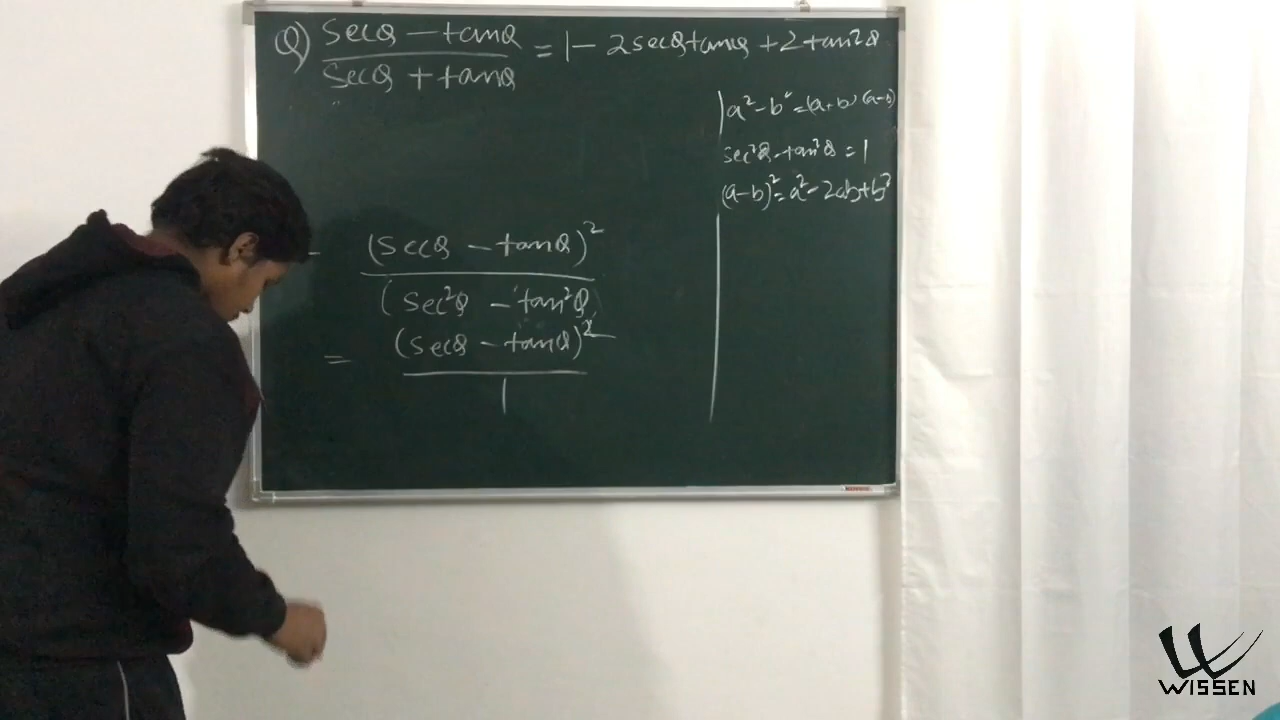 Q) secθ - tanθ / secθ + tanθ = 1 - 2secθtanθ + 2tan²θ
a² - b² = (a+b)(a-b)
sec²θ - tan²θ = 1
(a-b)² = a² - 2ab + b²
(secθ - tanθ)²
(sec²θ - tan²θ)
= (secθ - tanθ)²
1
WISSEN